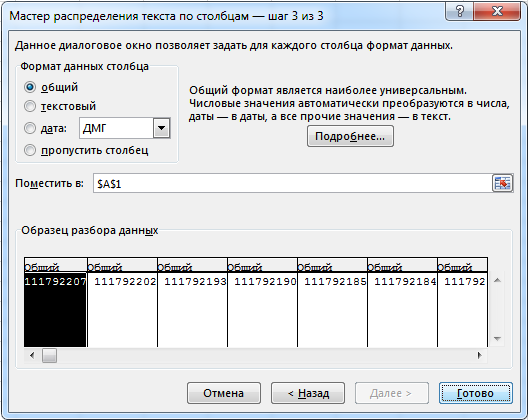 Мастер распределения текста по столбцам — шаг 3 из 3
Данное диалоговое окно позволяет задать для каждого столбца формат данных.
Формат данных столбца
общий
текстовый
дата: ДМГ
пропустить столбец
Общий формат является наиболее универсальным.
Числовые значения автоматически преобразуются в числа,
даты — в даты, а все прочие значения — в текст.
Подробнее...
Поместить в: $A$1
Образец разбора данных
Общий Общий Общий Общий Общий Общий Общий
111792207 111792202 111792193 111792190 111792185 111792184 111792
Отмена < Назад Далее > Готово